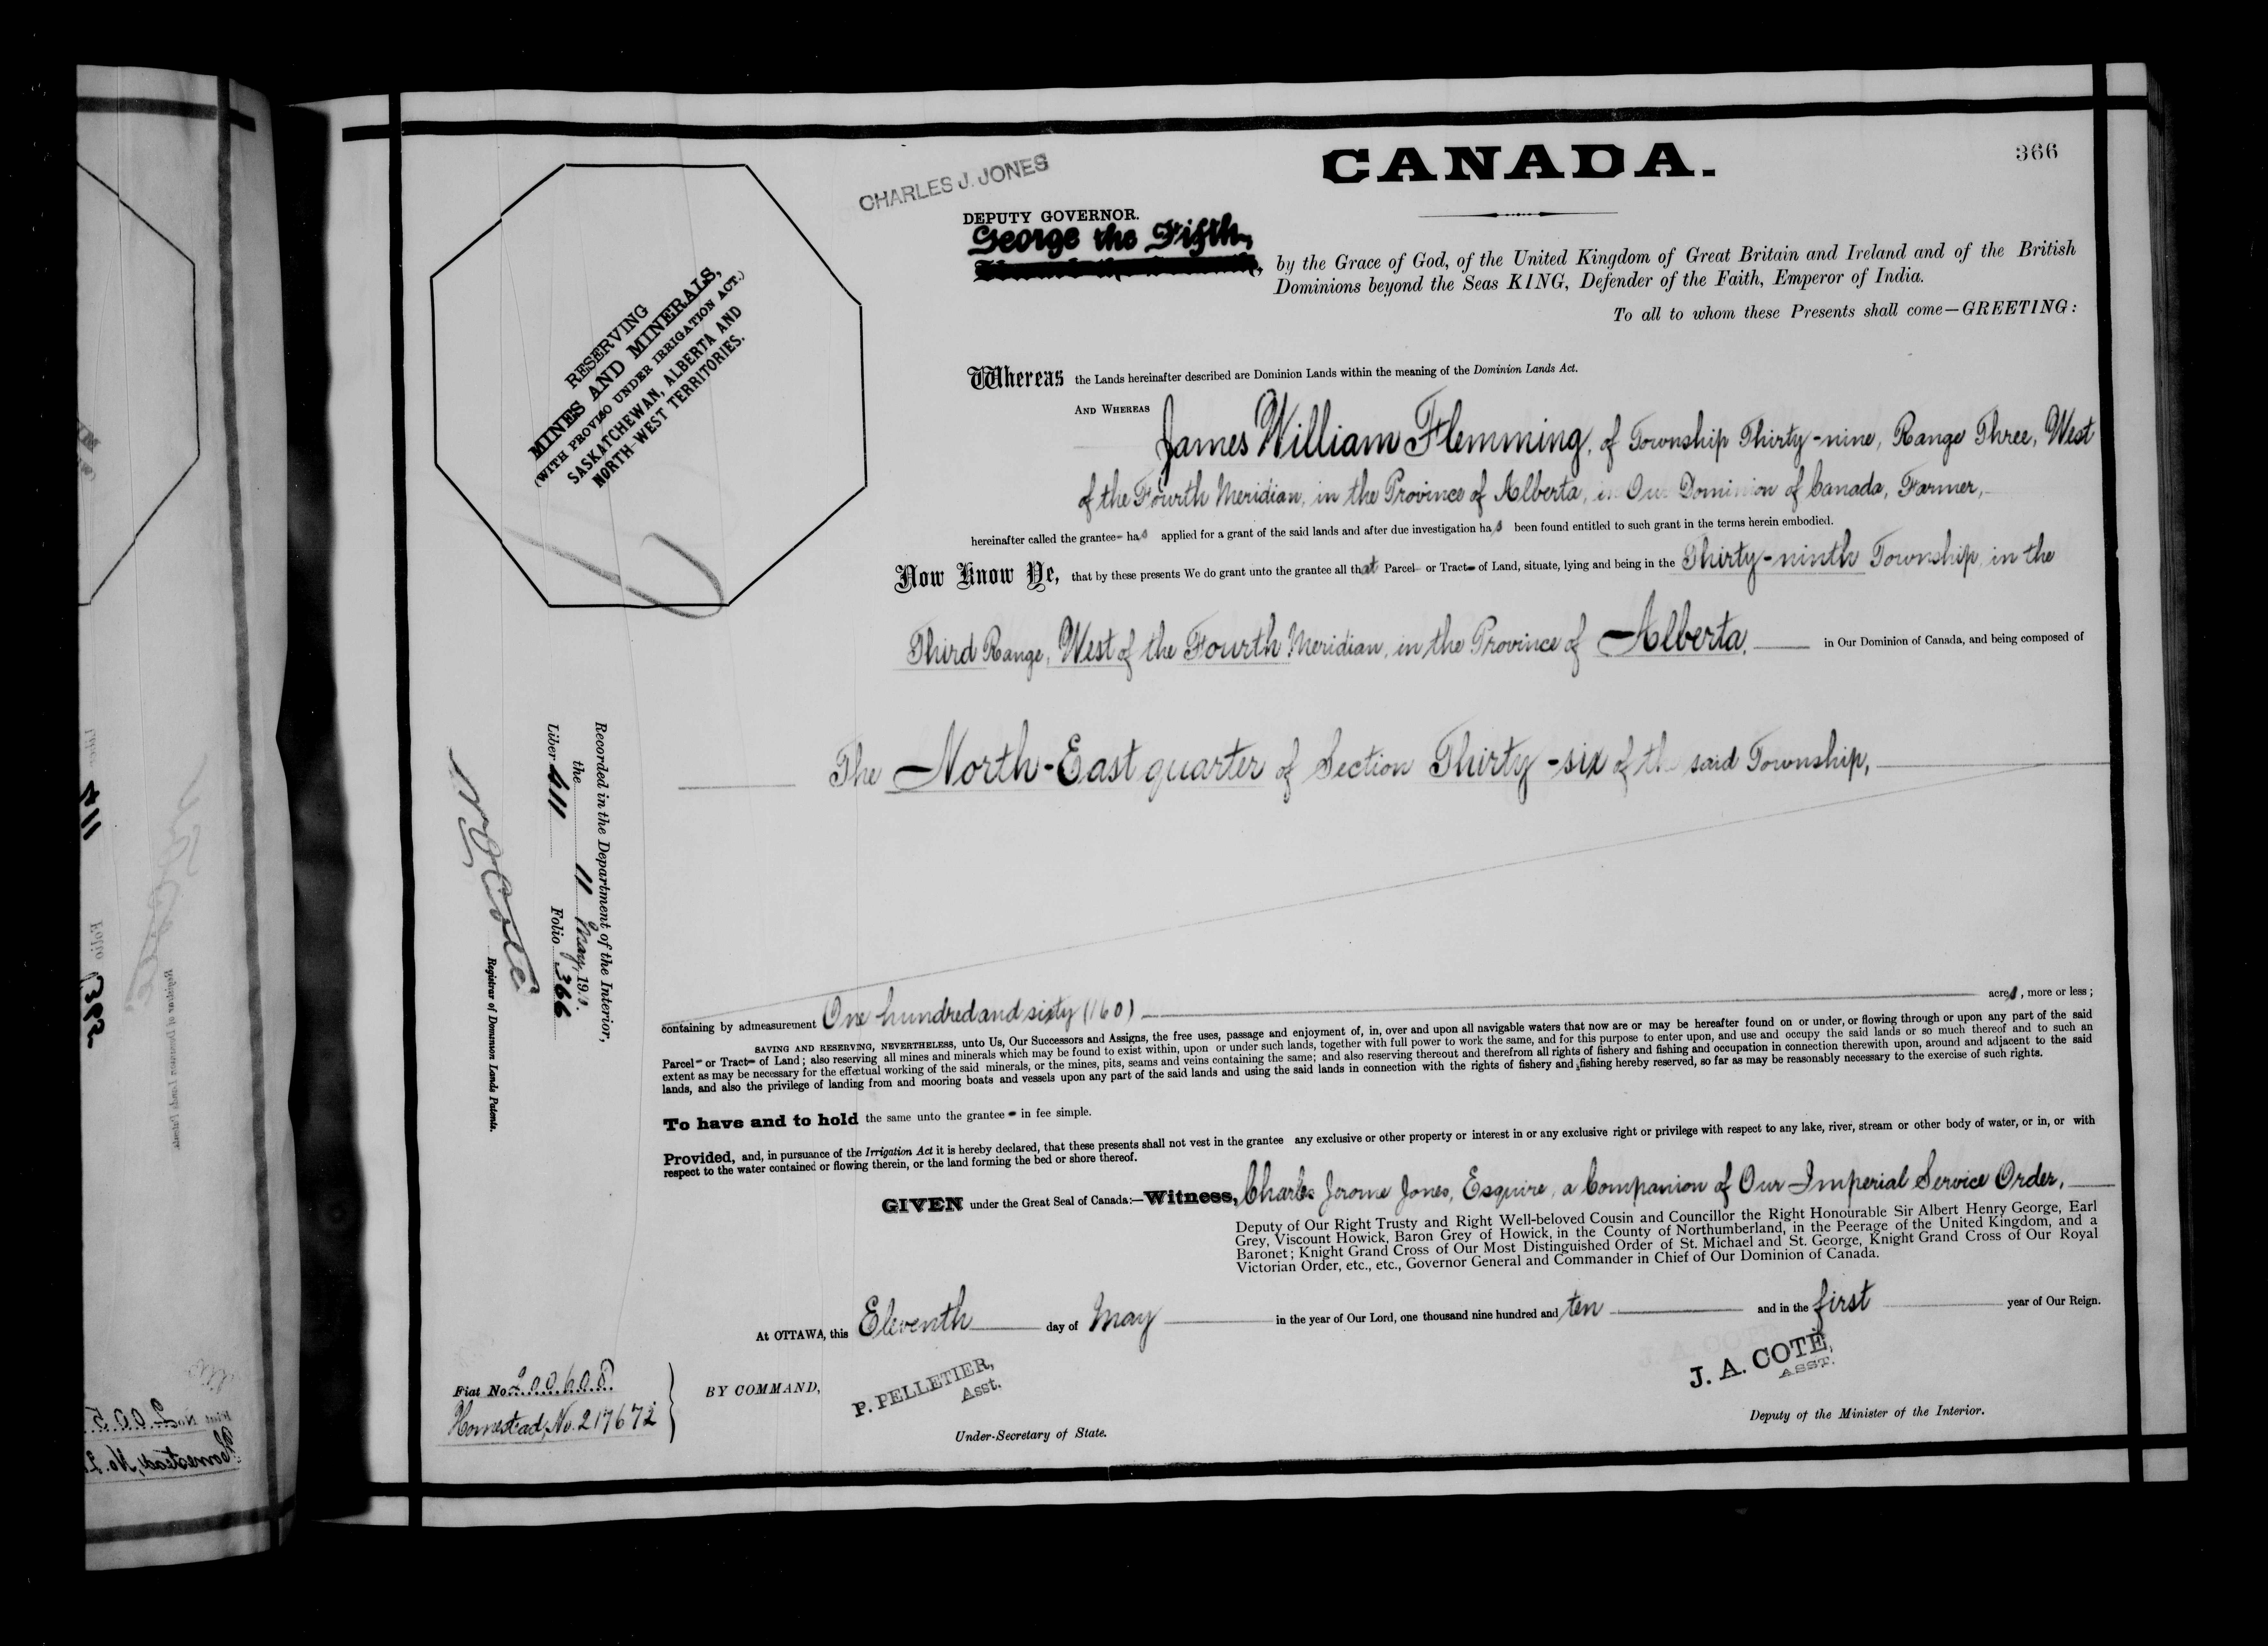 CANADA.
366
CHARLES J. JONES
DEPUTY GOVERNOR.
George the Fifth,
by the Grace of God, of the United Kingdom of Great Britain and Ireland and of the British
Dominions beyond the Seas KING, Defender of the Faith, Emperor of India.
To all to whom these Presents shall come—GREETING:
RESERVING
MINES AND MINERALS,
(WITH PROVISO UNDER IRRIGATION ACT.)
SASKATCHEWAN, ALBERTA AND
NORTH-WEST TERRITORIES.
Whereas the Lands hereinafter described are Dominion Lands within the meaning of the Dominion Lands Act.
AND WHEREAS
James William Flemming, of Township Thirty-nine, Range Three, West
of the Fourth Meridian, in the Province of Alberta, in Our Dominion of Canada, Farmer,
hereinafter called the grantee has applied for a grant of the said lands and after due investigation has been found entitled to such grant in the terms herein embodied.
Now Know Ye, that by these presents We do grant unto the grantee all that Parcel or Tract of Land, situate, lying and being in the Thirty-ninth Township, in the
Third Range, West of the Fourth Meridian, in the Province of Alberta, in Our Dominion of Canada, and being composed of
The North-East quarter of Section Thirty-six of the said Township,
Recorded in the Department of the Interior,
the 11 May, 19
Liber 411 Folio 366
N O Coté
Registrar of Dominion Lands Patents.
containing by admeasurement One hundred and sixty (160) acres, more or less;
SAVING AND RESERVING, NEVERTHELESS, unto Us, Our Successors and Assigns, the free uses, passage and enjoyment of, in, over and upon all navigable waters that now are or may be hereafter found on or under, or flowing through or upon any part of the said
Parcel or Tract of Land; also reserving all mines and minerals which may be found to exist within, upon or under such lands, together with full power to work the same, and for this purpose to enter upon, and use and occupy the said lands or so much thereof and to such an
extent as may be necessary for the effectual working of the said minerals, or the mines, pits, seams and veins containing the same; and also reserving thereout and therefrom all rights of fishery and fishing and occupation in connection therewith upon, around and adjacent to the said
lands, and also the privilege of landing from and mooring boats and vessels upon any part of the said lands and using the said lands in connection with the rights of fishery and fishing hereby reserved, so far as may be reasonably necessary to the exercise of such rights.
To have and to hold the same unto the grantee in fee simple.
Provided, and, in pursuance of the Irrigation Act it is hereby declared, that these presents shall not vest in the grantee any exclusive or other property or interest in or any exclusive right or privilege with respect to any lake, river, stream or other body of water, or in, or with
respect to the water contained or flowing therein, or the land forming the bed or shore thereof.
GIVEN under the Great Seal of Canada:—Witness, Charles Jerome Jones, Esquire, a Companion of Our Imperial Service Order,
Deputy of Our Right Trusty and Right Well-beloved Cousin and Councillor the Right Honourable Sir Albert Henry George, Earl
Grey, Viscount Howick, Baron Grey of Howick, in the County of Northumberland, in the Peerage of the United Kingdom, and a
Baronet; Knight Grand Cross of Our Most Distinguished Order of St. Michael and St. George, Knight Grand Cross of Our Royal
Victorian Order, etc., etc., Governor General and Commander in Chief of Our Dominion of Canada.
At OTTAWA, this Eleventh day of May in the year of Our Lord, one thousand nine hundred and ten and in the first year of Our Reign.
Fiat No. 200608
Homestead, No. 217672
BY COMMAND,
P. PELLETIER,
Asst.
Under-Secretary of State.
J. A. COTÉ,
ASST.
Deputy of the Minister of the Interior.